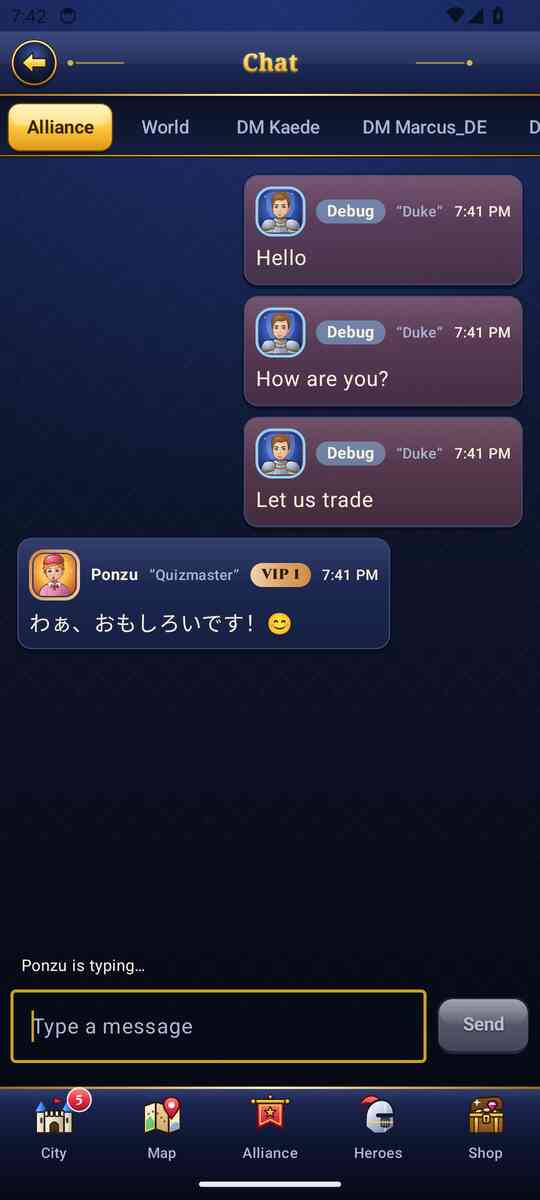 7:42
Chat
Alliance World DM Kaede DM Marcus_DE D
Debug “Duke” 7:41 PM
Hello
Debug “Duke” 7:41 PM
How are you?
Debug “Duke” 7:41 PM
Let us trade
Ponzu “Quizmaster” VIP 1 7:41 PM
わぁ、おもしろいです！😊
Ponzu is typing…
Type a message
Send
5
City Map Alliance Heroes Shop